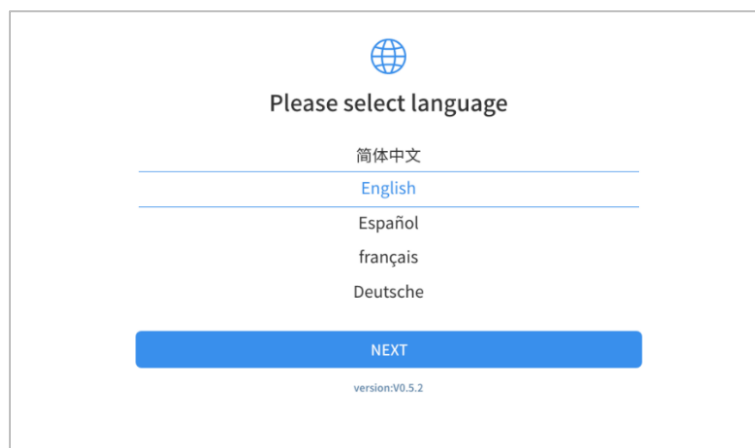 Please select language
简体中文
English
Español
français
Deutsche
NEXT
version:V0.5.2